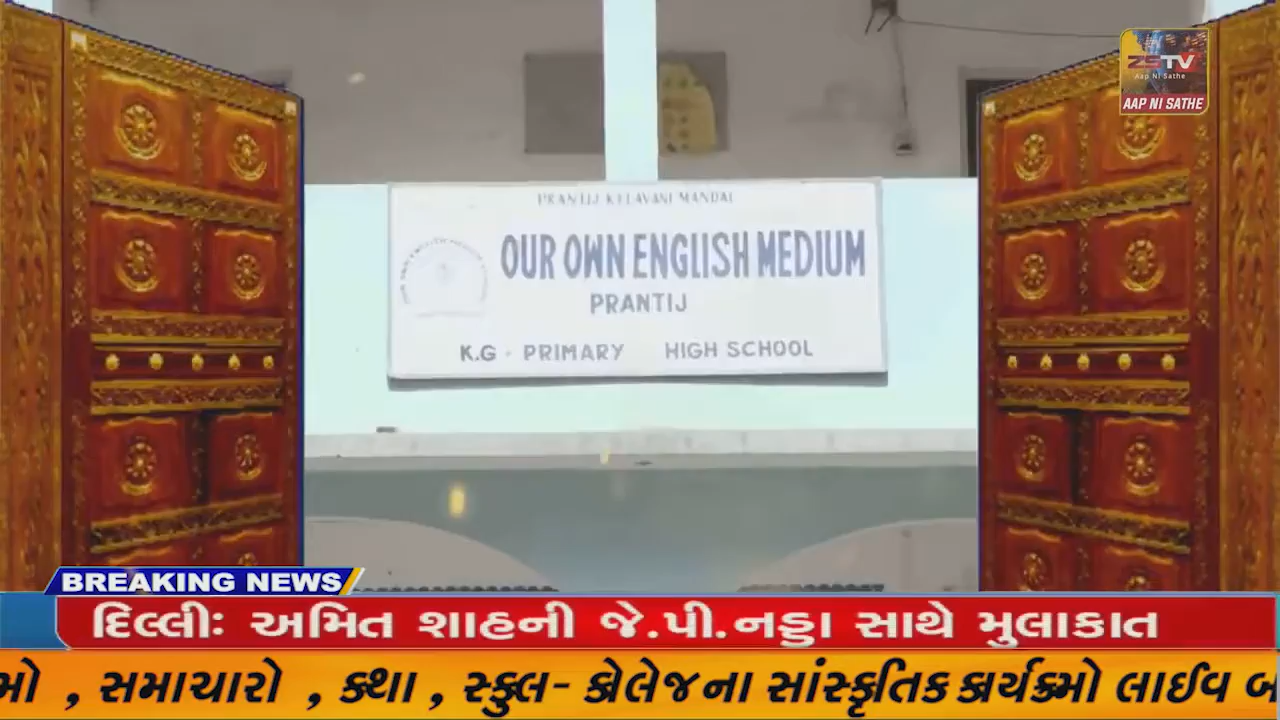 ZSTV
Aap Ni Sathe
AAP NI SATHE
PRANTIJ KELAVANI MANDAL
OUR OWN ENGLISH MEDIUM
PRANTIJ
K.G - PRIMARY HIGH SCHOOL
BREAKING NEWS
દિલ્લીઃ અમિત શાહની જે.પી.નડ્ડા સાથે મુલાકાત
મો , સમાચારો , કથા , સ્કુલ- કોલેજના સાંસ્કૃતિક કાર્યક્રમો લાઈવ બ